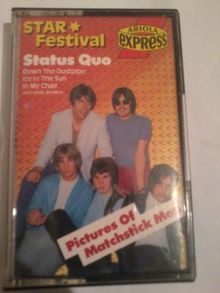 STAR★
Festival
ARIOLA
express
Status Quo
Down The Dustpipe
Ice In The Sun
In My Chair
Pictures Of
Matchstick Men